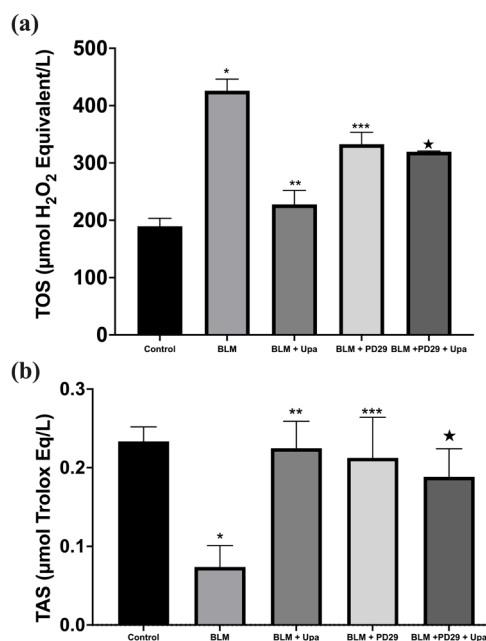 (a)
TOS (µmol H₂O₂ Equivalent/L)
500
400
300
200
100
0
*
**
***
★
Control
BLM
BLM + Upa
BLM + PD29
BLM +PD29 + Upa
(b)
TAS (µmol Trolox Eq/L)
0.3
0.2
0.1
0.0
*
**
***
★
Control
BLM
BLM + Upa
BLM + PD29
BLM +PD29 + Upa